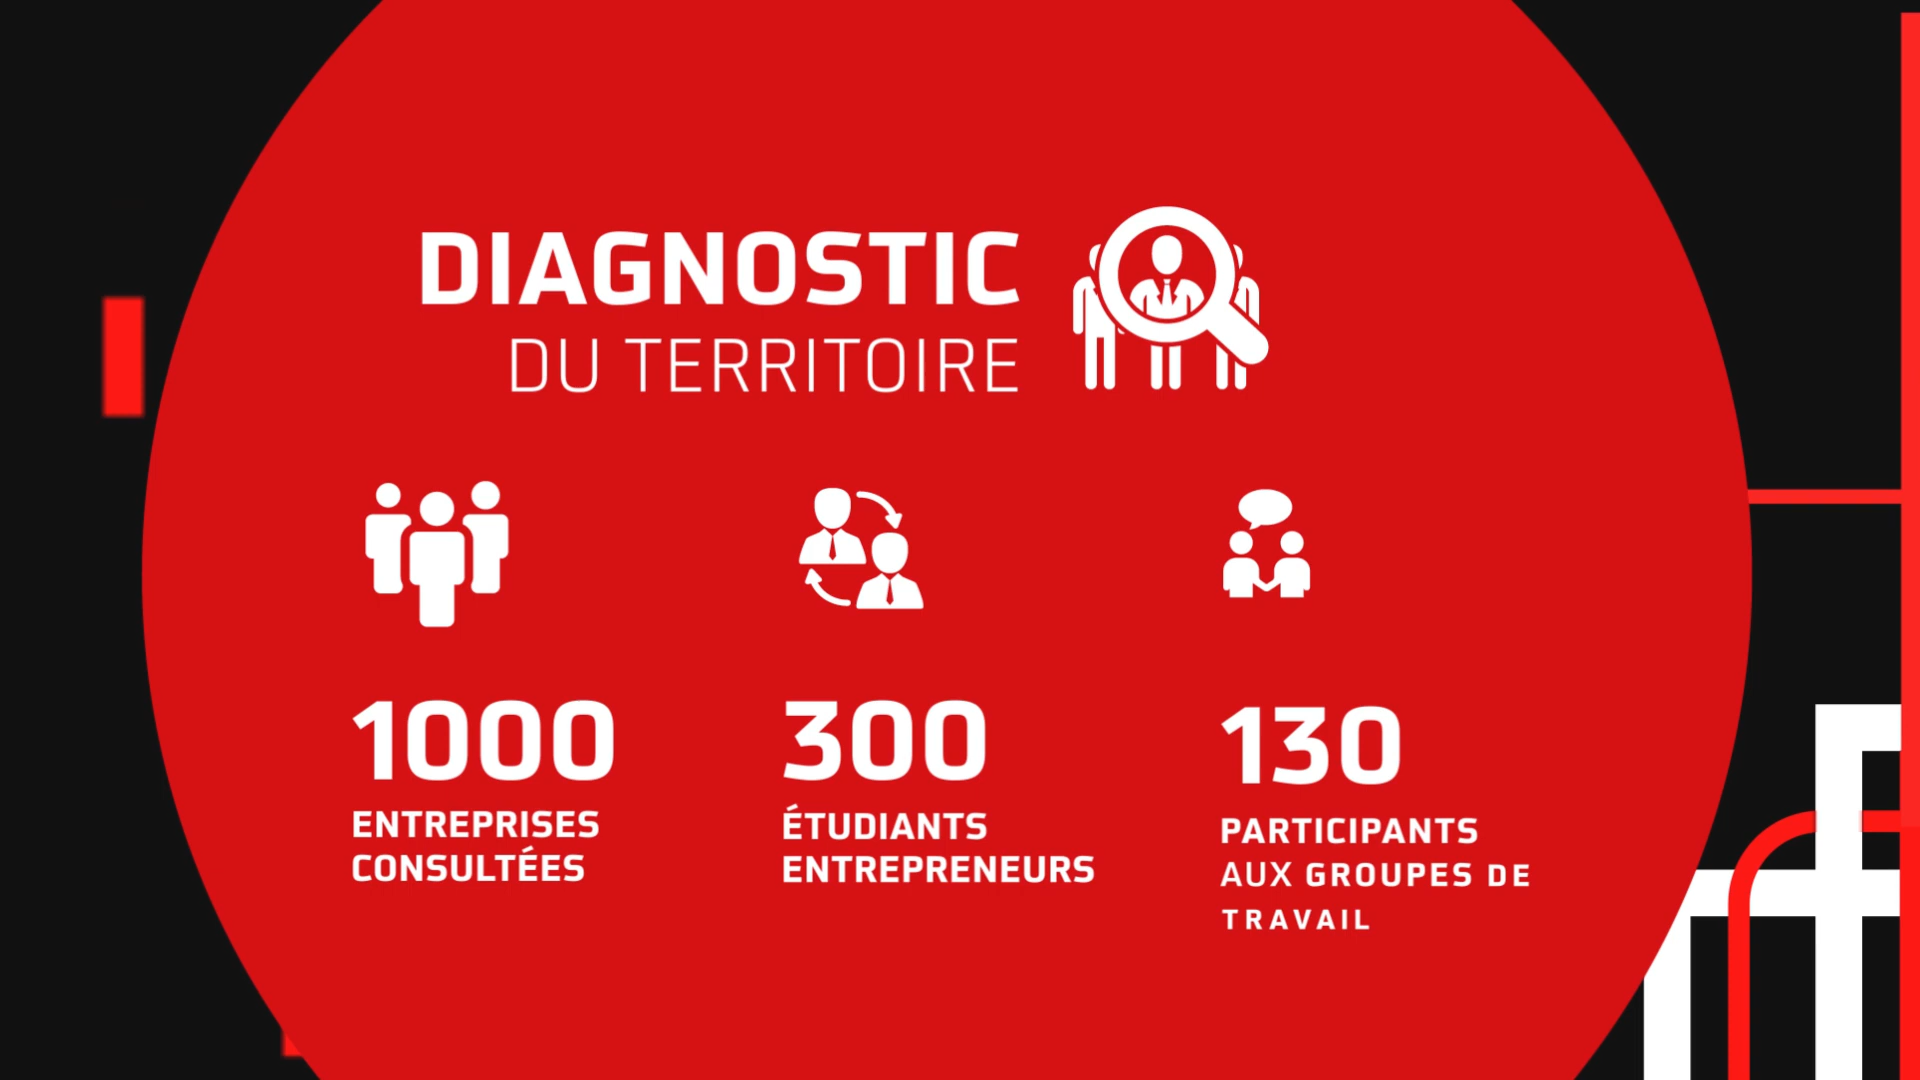 DIAGNOSTIC
DU TERRITOIRE
1000
ENTREPRISES
CONSULTÉES
300
ÉTUDIANTS
ENTREPRENEURS
130
PARTICIPANTS
AUX GROUPES DE
TRAVAIL